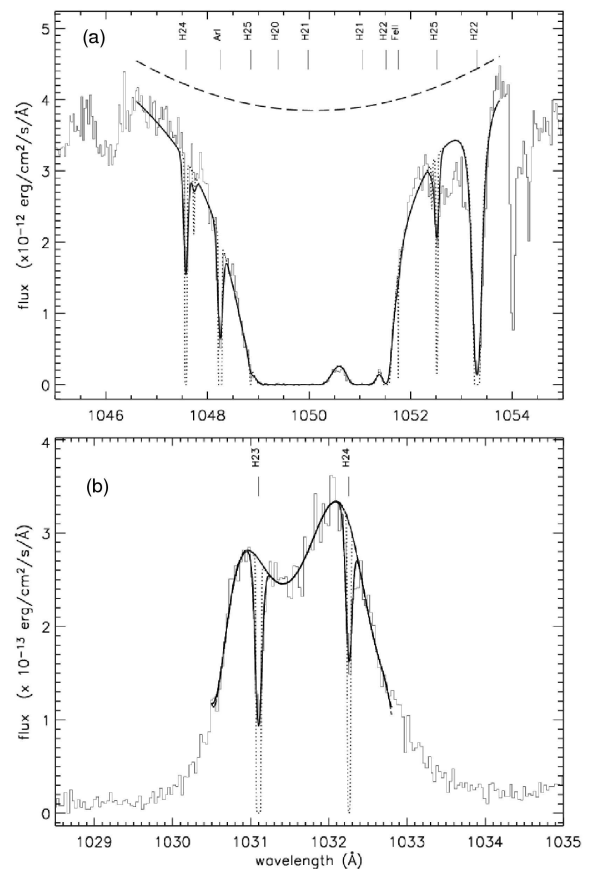 (a)
H24 ArI H25 H20 H21 H21 H22 FeII H25 H22
flux (x10−12 erg/cm2/s/Å)
5
4
3
2
1
0
1046 1048 1050 1052 1054
(b)
H23 H24
flux (x 10−13 erg/cm2/s/Å)
4
3
2
1
0
1029 1030 1031 1032 1033 1034 1035
wavelength (Å)